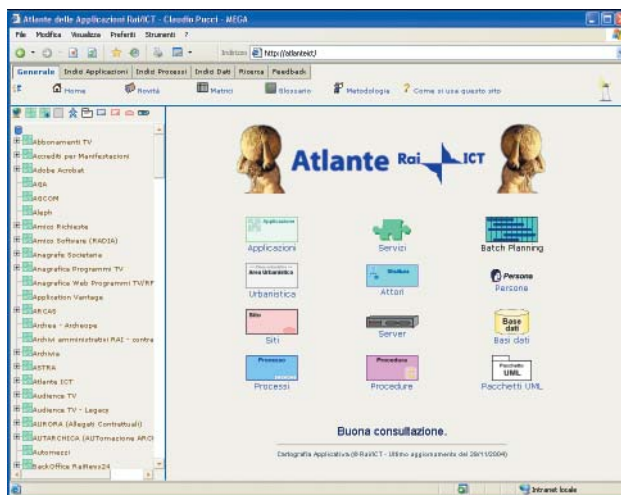 Atlante delle Applicazioni Rai/ICT - Claudio Pucci - MEGA
File Modifica Visualizza Preferiti Strumenti ?
Indirizzo http://atlanteict/
Generale Indici Applicazioni Indici Processi Indici Dati Ricerca Feedback
Home Novità Matrici Glossario Metodologia ? Come si usa questo sito
Abbonamenti TV
Accrediti per Manifestazioni
Adobe Acrobat
AGA
AGCOM
Aleph
Amico Richieste
Amico Software (RADIA)
Anagrafe Societaria
Anagrafica Programmi TV
Anagrafica Web Programmi TV/RF
Application Vantage
ARCAS
Archea - Archeope
Archivi amministrativi RAI - contra
Archivia
ASTRA
Atlante ICT
Audience TV
Audience TV - Legacy
AURORA (Allegati Contrattuali)
AUTARCHICA (AUTomazione ARCH
Automezzi
BackOffice RaiNews24
Atlante Rai ICT
Applicazione
Applicazioni
Servizi
Batch Planning
Area Urbanistica
Urbanistica
Struttura
Attori
Persona
Persone
Sito
Siti
Server
Base dati
Basi dati
Processo
Processi
Procedura
Procedure
Pacchetto UML
Pacchetti UML
Buona consultazione.
Cartografia Applicativa (® Rai/ICT - Ultimo aggiornamento del 28/11/2004)
Intranet locale